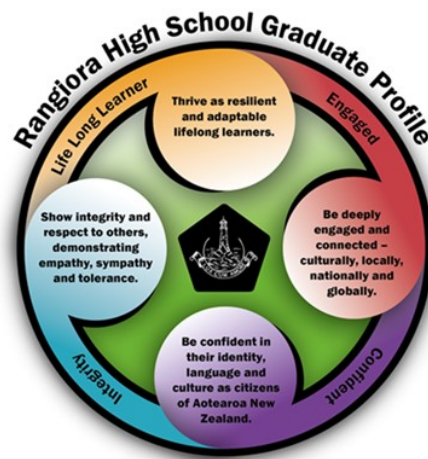 Rangiora High School Graduate Profile
Life Long Learner
Thrive as resilient
and adaptable
lifelong learners.
Engaged
Show integrity and
respect to others,
demonstrating
empathy, sympathy
and tolerance.
Be deeply
engaged and
connected –
culturally, locally,
nationally and
globally.
Integrity
Be confident in
their identity,
language and
culture as citizens
of Aotearoa New
Zealand.
Confident